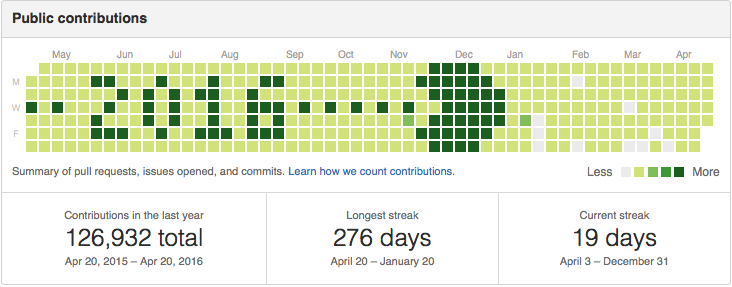 Public contributions
May Jun Jul Aug Sep Oct Nov Dec Jan Feb Mar Apr
M
W
F
Summary of pull requests, issues opened, and commits. Learn how we count contributions.
Less More
Contributions in the last year
126,932 total
Apr 20, 2015 – Apr 20, 2016
Longest streak
276 days
April 20 – January 20
Current streak
19 days
April 3 – December 31